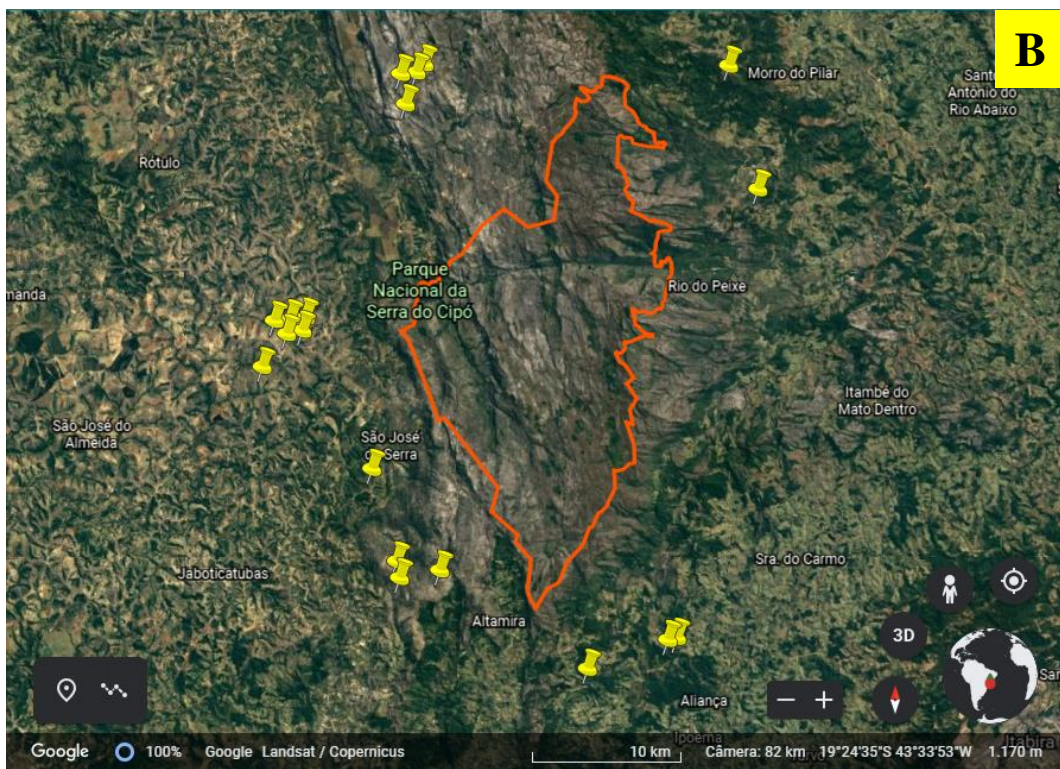 B
Morro do Pilar
Santo
Antônio do
Rio Abaixo
Rótulo
Parque
Nacional da
Serra do Cipó
Rio do Peixe
manda
Itambé do
Mato Dentro
São José do
Almeida
São José
Serra
Sra. do Carmo
Jaboticatubas
Altamira
3D
Aliança
Ipoema
Itabira
Google
100%
Google Landsat / Copernicus
10 km
Câmera: 82 km
19°24'35"S 43°33'53"W
1.170 m